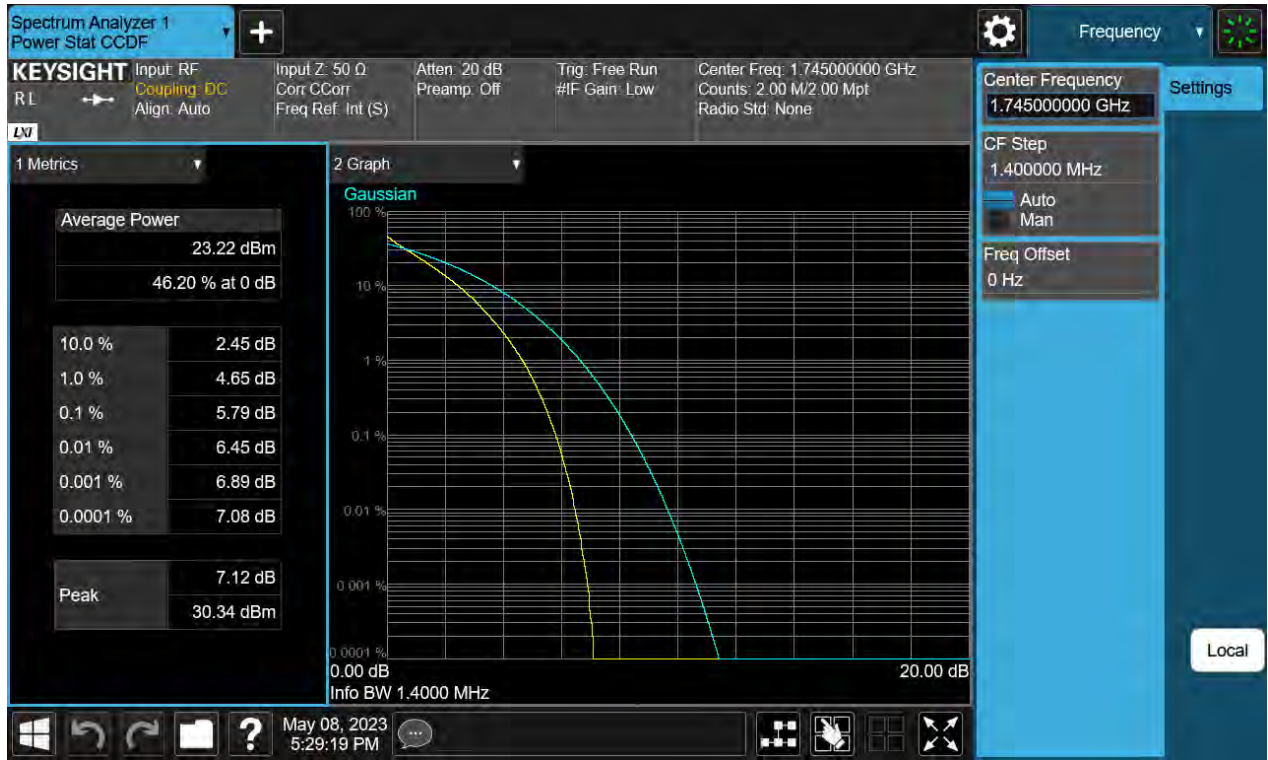 Spectrum Analyzer 1
Power Stat CCDF
+
Frequency
KEYSIGHT
RL
LXI
Input: RF
Coupling: DC
Align: Auto
Input Z: 50 Ω
Corr CCorr
Freq Ref: Int (S)
Atten: 20 dB
Preamp: Off
Trig: Free Run
#IF Gain: Low
Center Freq: 1.745000000 GHz
Counts: 2.00 M/2.00 Mpt
Radio Std: None
Center Frequency
1.745000000 GHz
Settings
CF Step
1.400000 MHz
Auto
Man
Freq Offset
0 Hz
1 Metrics
Average Power
23.22 dBm
46.20 % at 0 dB
10.0 % 2.45 dB
1.0 % 4.65 dB
0.1 % 5.79 dB
0.01 % 6.45 dB
0.001 % 6.89 dB
0.0001 % 7.08 dB
Peak
7.12 dB
30.34 dBm
2 Graph
Gaussian
100 %
10 %
1 %
0.1 %
0.01 %
0.001 %
0.0001 %
0.00 dB 20.00 dB
Info BW 1.4000 MHz
Local
?
May 08, 2023
5:29:19 PM